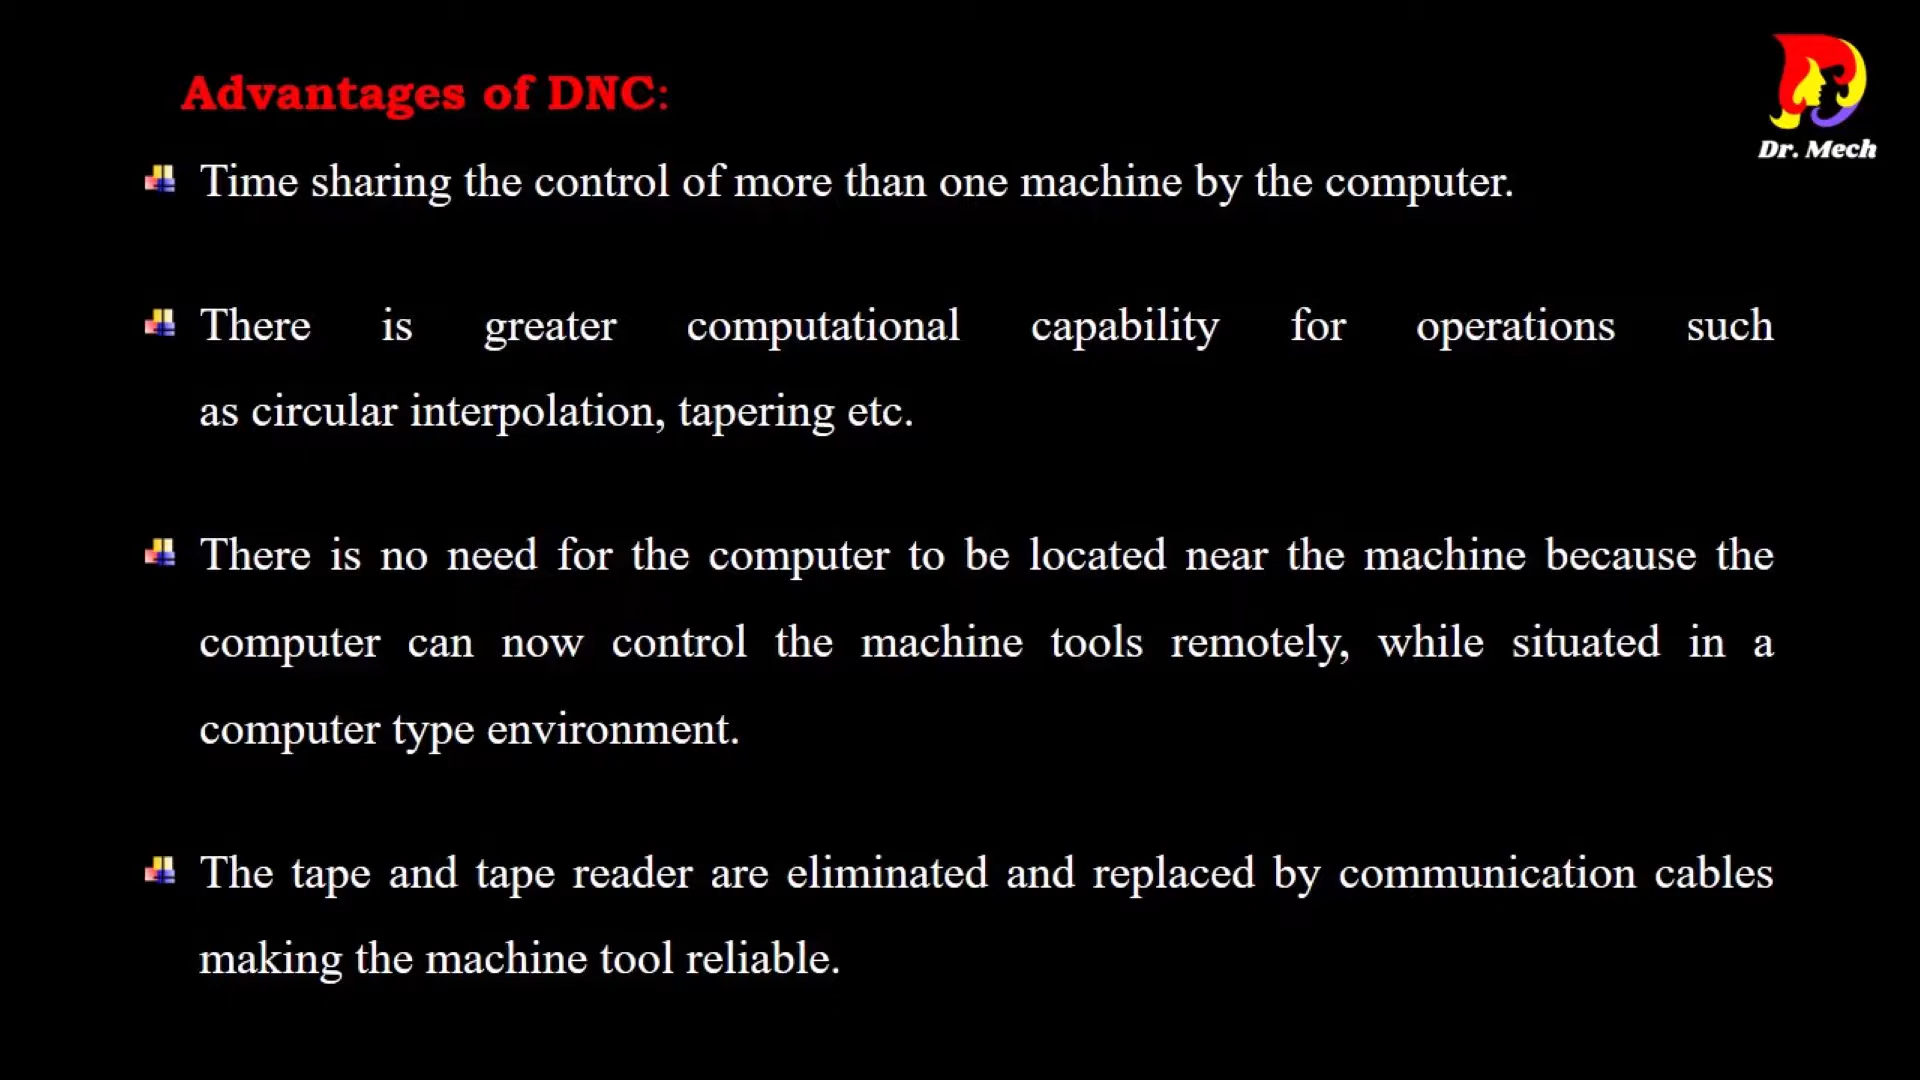 Advantages of DNC:
Dr. Mech
Time sharing the control of more than one machine by the computer.
There is greater computational capability for operations such
as circular interpolation, tapering etc.
There is no need for the computer to be located near the machine because the
computer can now control the machine tools remotely, while situated in a
computer type environment.
The tape and tape reader are eliminated and replaced by communication cables
making the machine tool reliable.